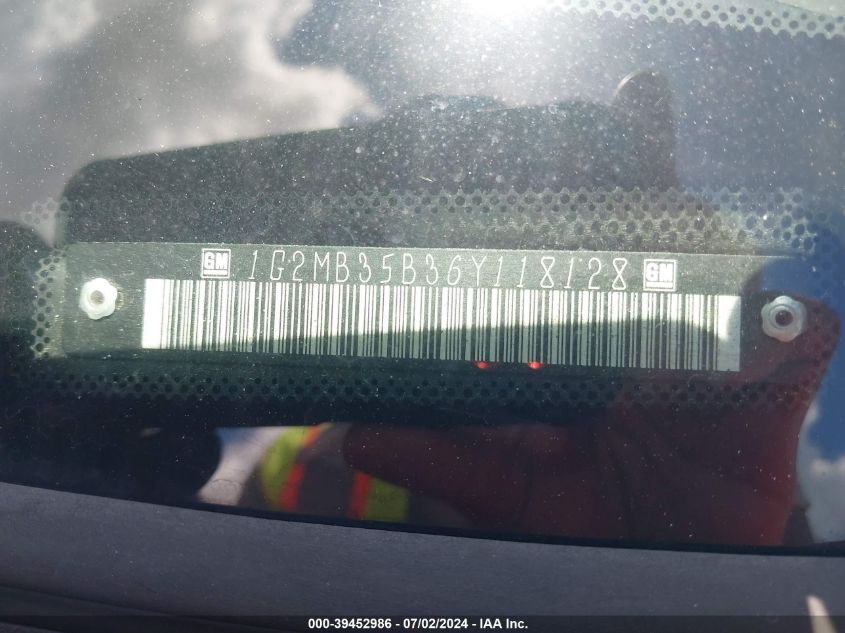 GM 1G2MB35B36Y118128 GM
000-39452986 / 07/02/2024 - IAA Inc.